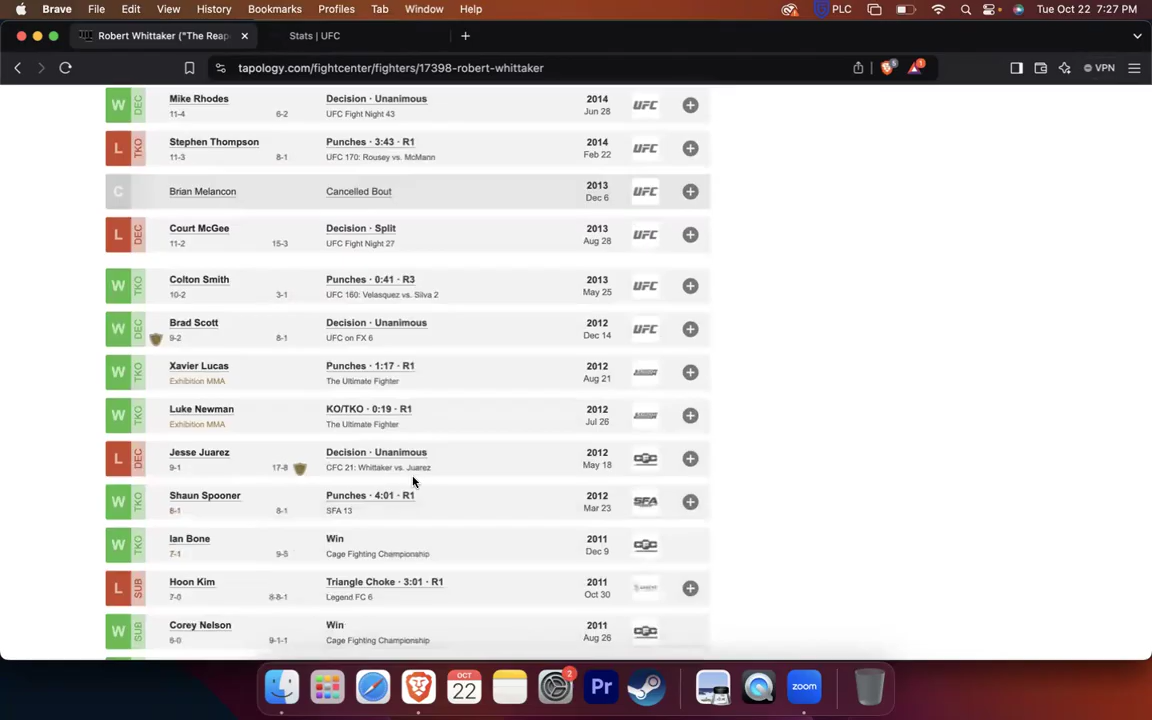 Brave File Edit View History Bookmarks Profiles Tab Window Help PLC Tue Oct 22 7:27 PM
Robert Whittaker ("The Reap Stats | UFC
tapology.com/fightcenter/fighters/17398-robert-whittaker VPN
W DEC Mike Rhodes Decision · Unanimous 2014 UFC
11-4 6-2 UFC Fight Night 43 Jun 28
L TKO Stephen Thompson Punches · 3:43 · R1 2014 UFC
11-3 8-1 UFC 170: Rousey vs. McMann Feb 22
C Brian Melancon Cancelled Bout 2013 UFC
Dec 6
L DEC Court McGee Decision · Split 2013 UFC
11-2 15-3 UFC Fight Night 27 Aug 28
W TKO Colton Smith Punches · 0:41 · R3 2013 UFC
10-2 3-1 UFC 160: Velasquez vs. Silva 2 May 25
W DEC Brad Scott Decision · Unanimous 2012 UFC
9-2 8-1 UFC on FX 6 Dec 14
W TKO Xavier Lucas Punches · 1:17 · R1 2012
Exhibition MMA The Ultimate Fighter Aug 21
W TKO Luke Newman KO/TKO · 0:19 · R1 2012
Exhibition MMA The Ultimate Fighter Jul 26
L DEC Jesse Juarez Decision · Unanimous 2012 CFC
9-1 17-8 CFC 21: Whittaker vs. Juarez May 18
W TKO Shaun Spooner Punches · 4:01 · R1 2012 SFA
8-1 8-1 SFA 13 Mar 23
W TKO Ian Bone Win 2011 CFC
7-1 9-5 Cage Fighting Championship Dec 9
L SUB Hoon Kim Triangle Choke · 3:01 · R1 2011
7-0 8-8-1 Legend FC 6 Oct 30
W SUB Corey Nelson Win 2011 CFC
9-1-1 Cage Fighting Championship Aug 26
OCT
22 2 Pr zoom